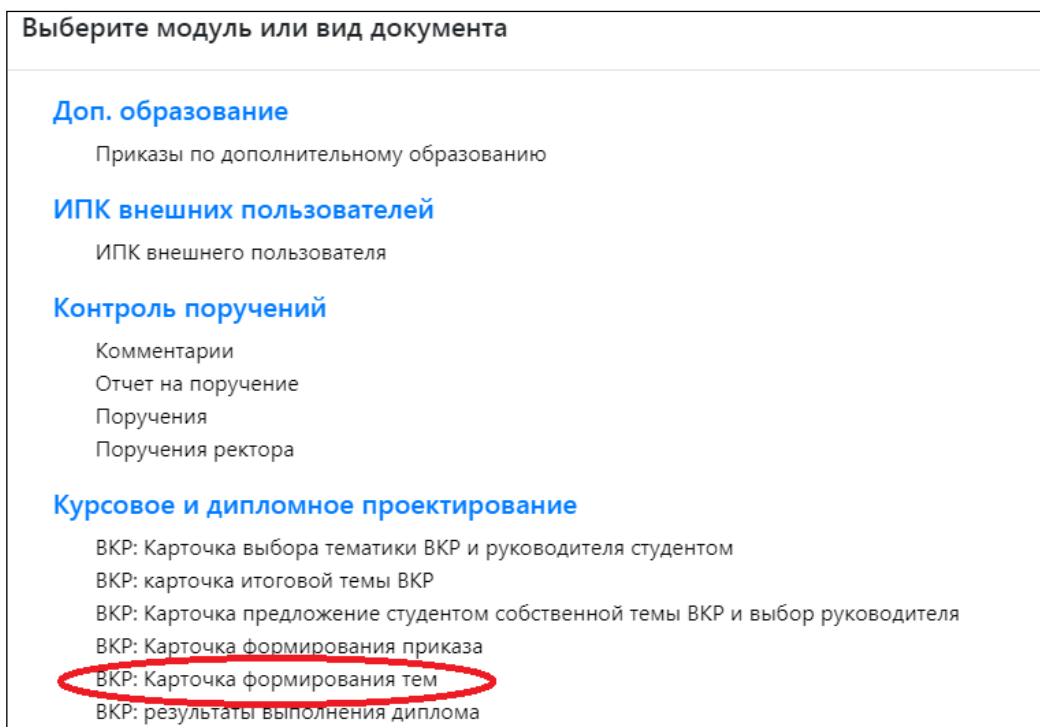 Выберите модуль или вид документа
Доп. образование
Приказы по дополнительному образованию
ИПК внешних пользователей
ИПК внешнего пользователя
Контроль поручений
Комментарии
Отчет на поручение
Поручения
Поручения ректора
Курсовое и дипломное проектирование
ВКР: Карточка выбора тематики ВКР и руководителя студентом
ВКР: карточка итоговой темы ВКР
ВКР: Карточка предложение студентом собственной темы ВКР и выбор руководителя
ВКР: Карточка формирования приказа
ВКР: Карточка формирования тем
ВКР: результаты выполнения диплома